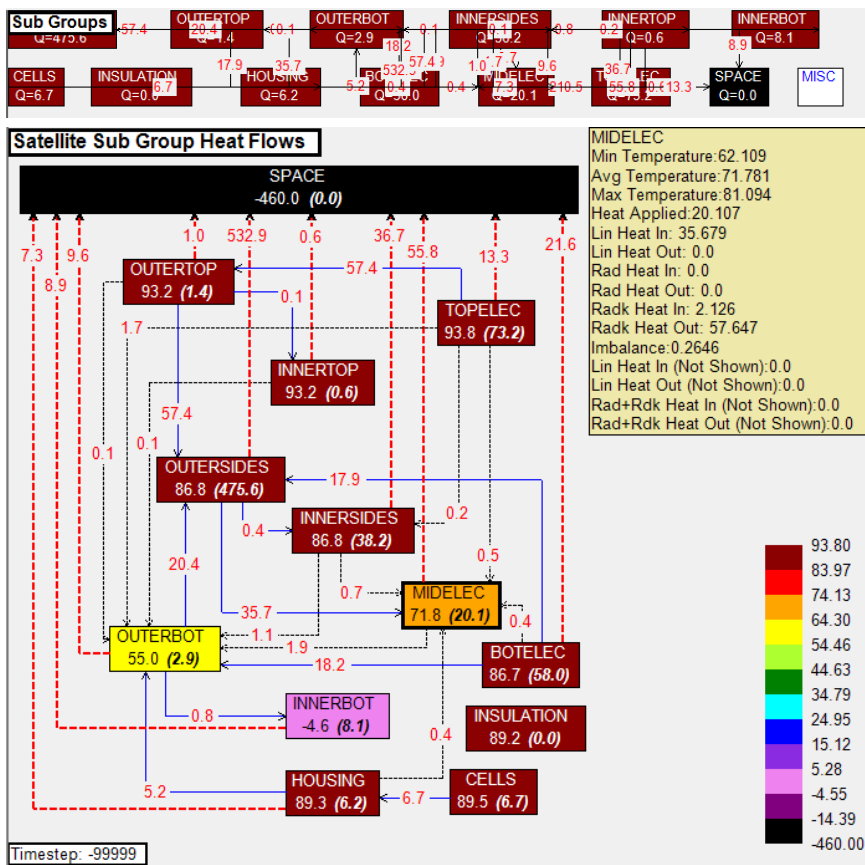 Sub Groups
Q=475.6
57.4
OUTERTOP
20.4
Q=1.4
0.1
OUTERBOT
Q=2.9
18.2
0.1
INNERSIDES
0.1
Q=38.2
0.8
INNERTOP
0.2
Q=0.6
INNERBOT
Q=8.1
17.9
35.7
532.9
57.4
1.0
9.6
36.7
8.9
CELLS
Q=6.7
INSULATION
Q=0.0
6.7
HOUSING
Q=6.2
5.2
0.4
0.4
MIDELEC
7.3
Q=20.1
210.5
55.8
13.3
SPACE
Q=0.0
MISC
Satellite Sub Group Heat Flows
SPACE
-460.0 (0.0)
7.3
8.9
9.6
1.0
532.9
0.6
36.7
55.8
13.3
21.6
OUTERTOP
93.2 (1.4)
57.4
0.1
TOPELEC
93.8 (73.2)
1.7
INNERTOP
93.2 (0.6)
57.4
0.1
0.1
OUTERSIDES
86.8 (475.6)
17.9
INNERSIDES
86.8 (38.2)
0.4
0.2
20.4
0.5
0.7
MIDELEC
71.8 (20.1)
35.7
OUTERBOT
55.0 (2.9)
1.1
1.9
0.4
18.2
BOTELEC
86.7 (58.0)
INNERBOT
-4.6 (8.1)
0.8
INSULATION
89.2 (0.0)
0.4
HOUSING
89.3 (6.2)
5.2
6.7
CELLS
89.5 (6.7)
MIDELEC
Min Temperature:62.109
Avg Temperature:71.781
Max Temperature:81.094
Heat Applied:20.107
Lin Heat In: 35.679
Lin Heat Out: 0.0
Rad Heat In: 0.0
Rad Heat Out: 0.0
Radk Heat In: 2.126
Radk Heat Out: 57.647
Imbalance:0.2646
Lin Heat In (Not Shown):0.0
Lin Heat Out (Not Shown):0.0
Rad+Rdk Heat In (Not Shown):0.0
Rad+Rdk Heat Out (Not Shown):0.0
93.80
83.97
74.13
64.30
54.46
44.63
34.79
24.95
15.12
5.28
-4.55
-14.39
-460.00
Timestep: -99999